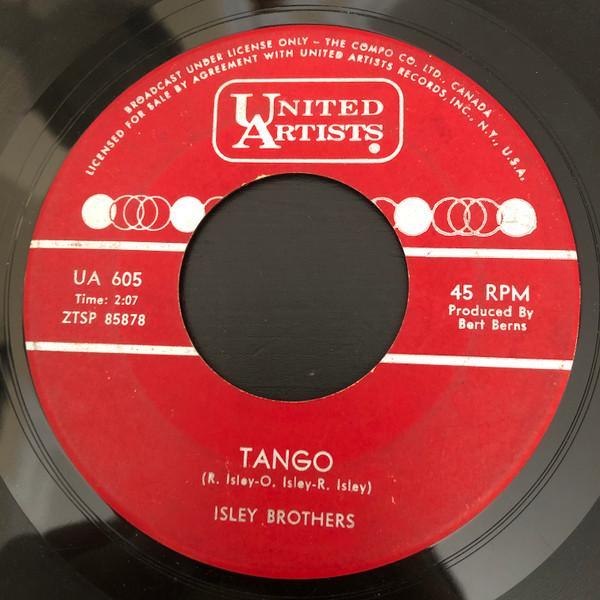 BROADCAST UNDER LICENSE ONLY – THE COMPO CO. LTD., CANADA
LICENSED FOR SALE BY AGREEMENT WITH UNITED ARTISTS RECORDS, INC., N.Y., U.S.A.
UNITED
ARTISTS
UA 605
Time: 2:07
ZTSP 85878
45 RPM
Produced By
Bert Berns
TANGO
(R. Isley-O. Isley-R. Isley)
ISLEY BROTHERS